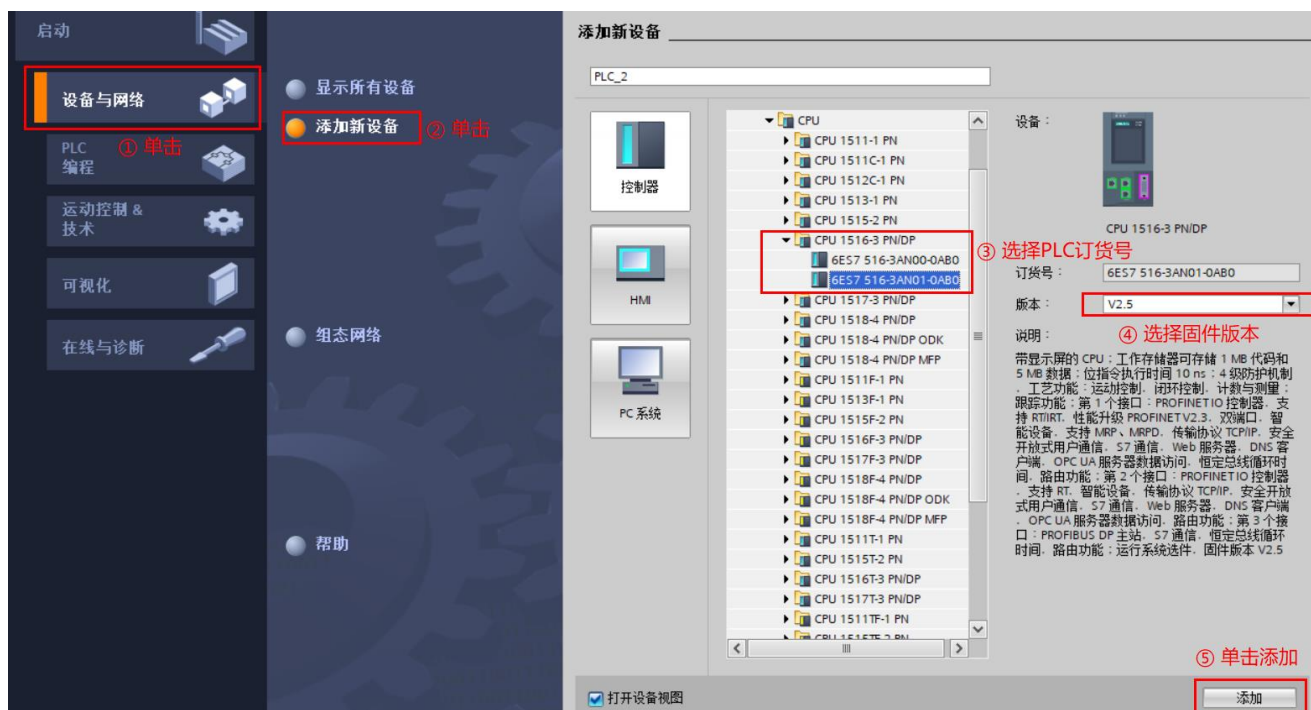 启动
设备与网络
① 单击
PLC
编程
运动控制 &
技术
可视化
在线与诊断
显示所有设备
添加新设备
② 单击
组态网络
帮助
添加新设备
PLC_2
控制器
HMI
PC 系统
CPU
CPU 1511-1 PN
CPU 1511C-1 PN
CPU 1512C-1 PN
CPU 1513-1 PN
CPU 1515-2 PN
CPU 1516-3 PN/DP
6ES7 516-3AN00-0AB0
6ES7 516-3AN01-0AB0
CPU 1517-3 PN/DP
CPU 1518-4 PN/DP
CPU 1518-4 PN/DP ODK
CPU 1518-4 PN/DP MFP
CPU 1511F-1 PN
CPU 1513F-1 PN
CPU 1515F-2 PN
CPU 1516F-3 PN/DP
CPU 1517F-3 PN/DP
CPU 1518F-4 PN/DP
CPU 1518F-4 PN/DP ODK
CPU 1518F-4 PN/DP MFP
CPU 1511T-1 PN
CPU 1515T-2 PN
CPU 1516T-3 PN/DP
CPU 1517T-3 PN/DP
CPU 1511TF-1 PN
CPU 1515TF-2 PN
③ 选择PLC订货号
设备：
CPU 1516-3 PN/DP
订货号：
6ES7 516-3AN01-0AB0
版本：
V2.5
④ 选择固件版本
说明：
带显示屏的 CPU；工作存储器可存储 1 MB 代码和
5 MB 数据；位指令执行时间 10 ns；4 级防护机制
，工艺功能：运动控制，闭环控制，计数与测量；
跟踪功能；第 1 个接口：PROFINET IO 控制器，支
持 RT/IRT，性能升级 PROFINET V2.3，双端口，智
能设备，支持 MRP、MRPD，传输协议 TCP/IP，安全
开放式用户通信，S7 通信，Web 服务器，DNS 客
户端，OPC UA 服务器数据访问，恒定总线循环时
间，路由功能；第 2 个接口：PROFINET IO 控制器
，支持 RT，智能设备，传输协议 TCP/IP，安全开放
式用户通信，S7 通信，Web 服务器，DNS 客户端
，OPC UA 服务器数据访问，路由功能；第 3 个接
口：PROFIBUS DP 主站，S7 通信，恒定总线循环
时间，路由功能；运行系统选件，固件版本 V2.5
⑤ 单击添加
打开设备视图
添加